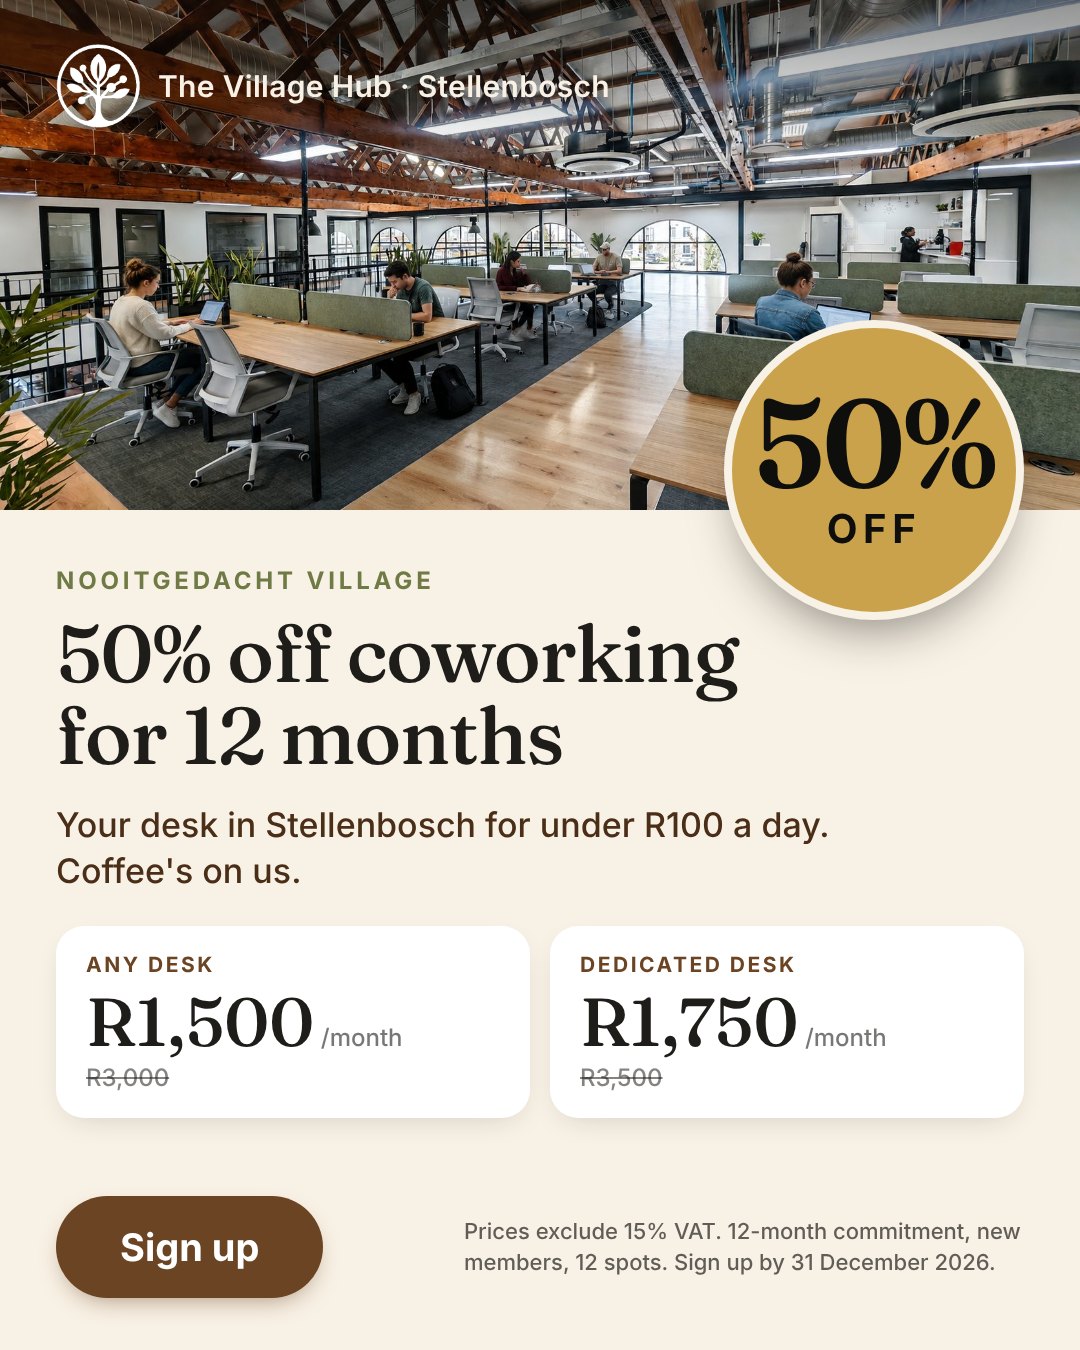 The Village Hub · Stellenbosch
50%
OFF
NOOITGEDACHT VILLAGE
50% off coworking
for 12 months
Your desk in Stellenbosch for under R100 a day.
Coffee's on us.
ANY DESK
R1,500 /month
R3,000
DEDICATED DESK
R1,750 /month
R3,500
Sign up
Prices exclude 15% VAT. 12-month commitment, new
members, 12 spots. Sign up by 31 December 2026.